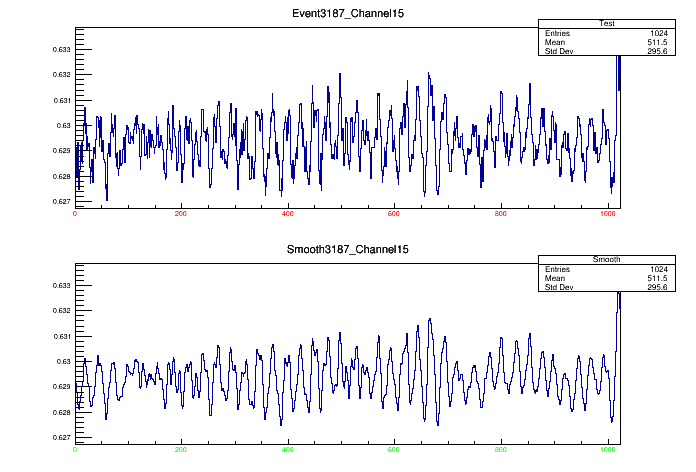 Event3187_Channel15
Test
Entries 1024
Mean 511.5
Std Dev 295.6
0.633
0.632
0.631
0.63
0.629
0.628
0.627
0 200 400 600 800 1000
Smooth3187_Channel15
Smooth
Entries 1024
Mean 511.5
Std Dev 295.6
0.633
0.632
0.631
0.63
0.629
0.628
0.627
0 200 400 600 800 1000